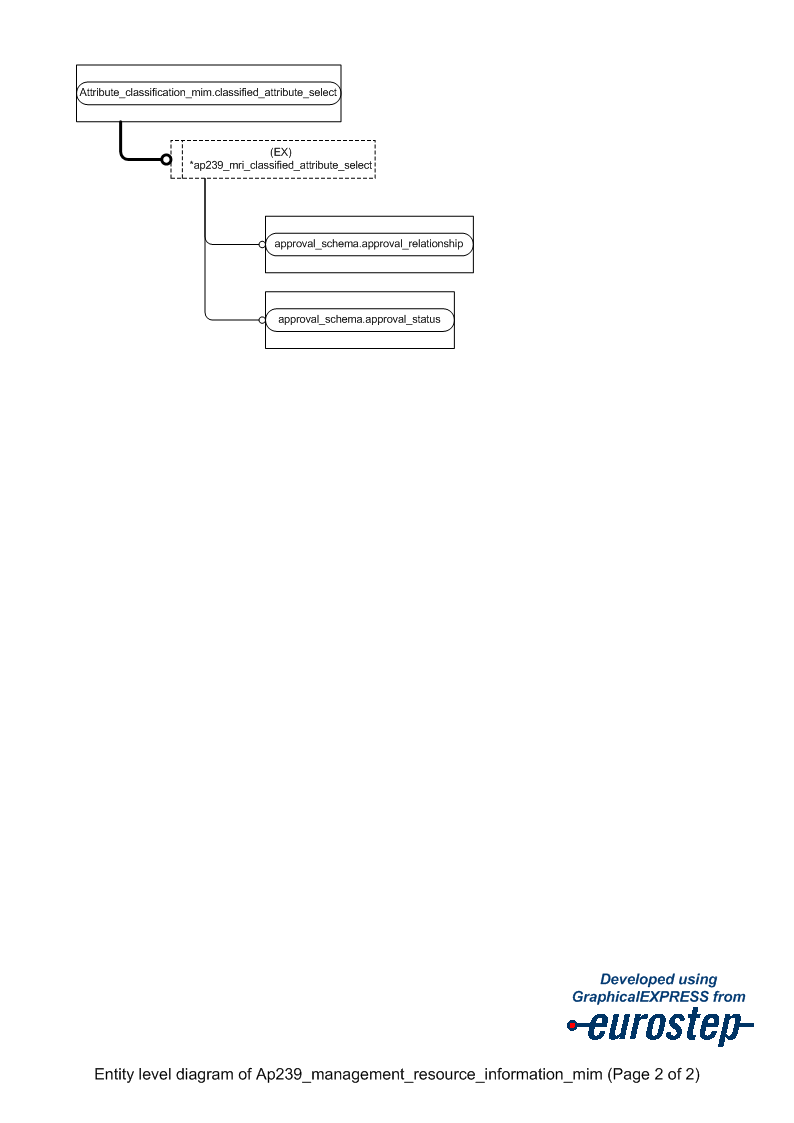 Attribute_classification_mim.classified_attribute_select
(EX)
*ap239_mri_classified_attribute_select
approval_schema.approval_relationship
approval_schema.approval_status
Developed using
GraphicalEXPRESS from
eurostep
Entity level diagram of Ap239_management_resource_information_mim (Page 2 of 2)